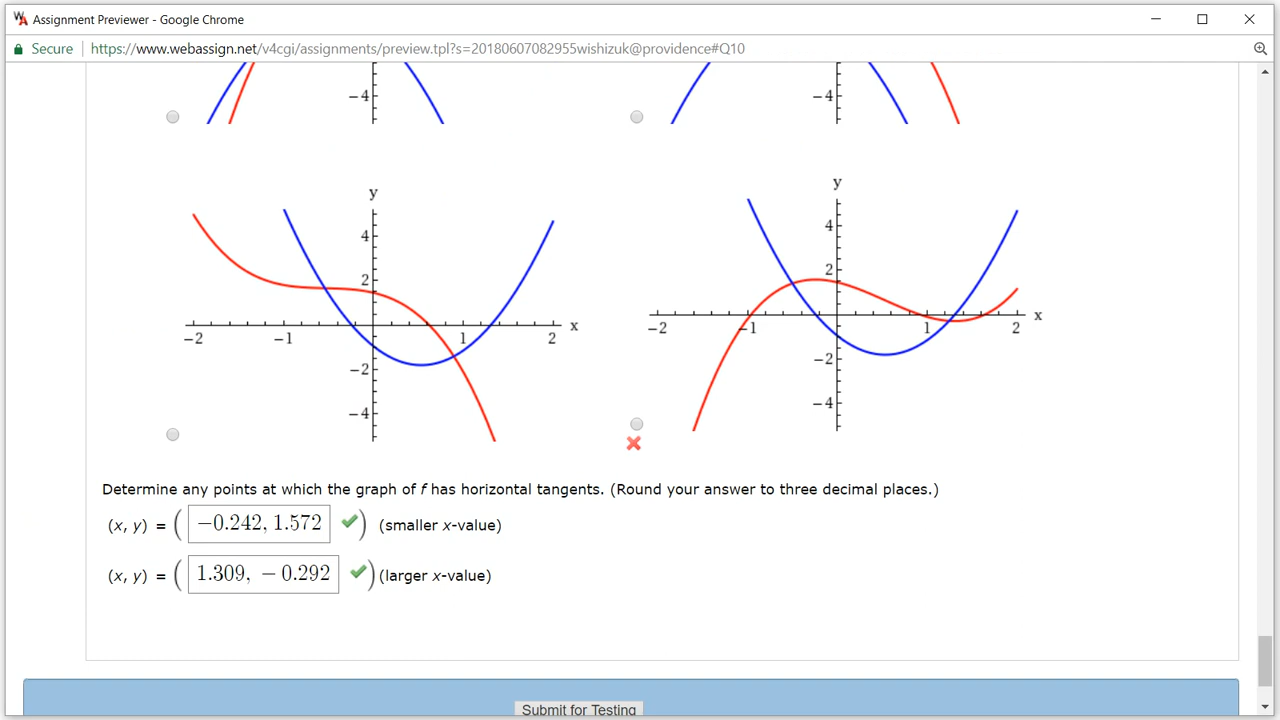 Assignment Previewer - Google Chrome
Secure https://www.webassign.net/v4cgi/assignments/preview.tpl?s=20180607082955wishizuk@providence#Q10
−4 −4
y y
4 4
2 2
−2 −1 1 2 x −2 −1 1 2 x
−2 −2
−4 −4
Determine any points at which the graph of f has horizontal tangents. (Round your answer to three decimal places.)
(x, y) = ( −0.242, 1.572 ) (smaller x-value)
(x, y) = ( 1.309, −0.292 ) (larger x-value)
Submit for Testing